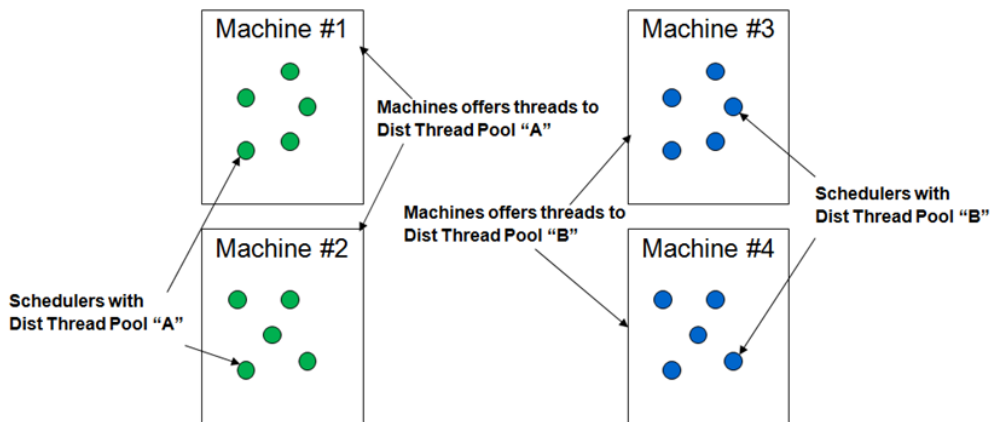 Machine #1
Machine #3
Machines offers threads to
Dist Thread Pool “A”
Schedulers with
Dist Thread Pool “B”
Machines offers threads to
Dist Thread Pool “B”
Machine #2
Machine #4
Schedulers with
Dist Thread Pool “A”